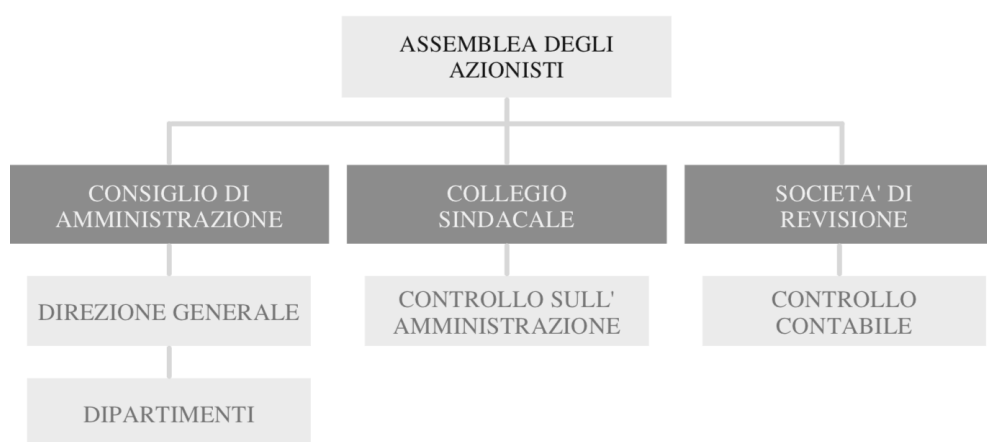 ASSEMBLEA DEGLI
AZIONISTI
CONSIGLIO DI
AMMINISTRAZIONE
COLLEGIO
SINDACALE
SOCIETA' DI
REVISIONE
DIREZIONE GENERALE
CONTROLLO SULL'
AMMINISTRAZIONE
CONTROLLO
CONTABILE
DIPARTIMENTI